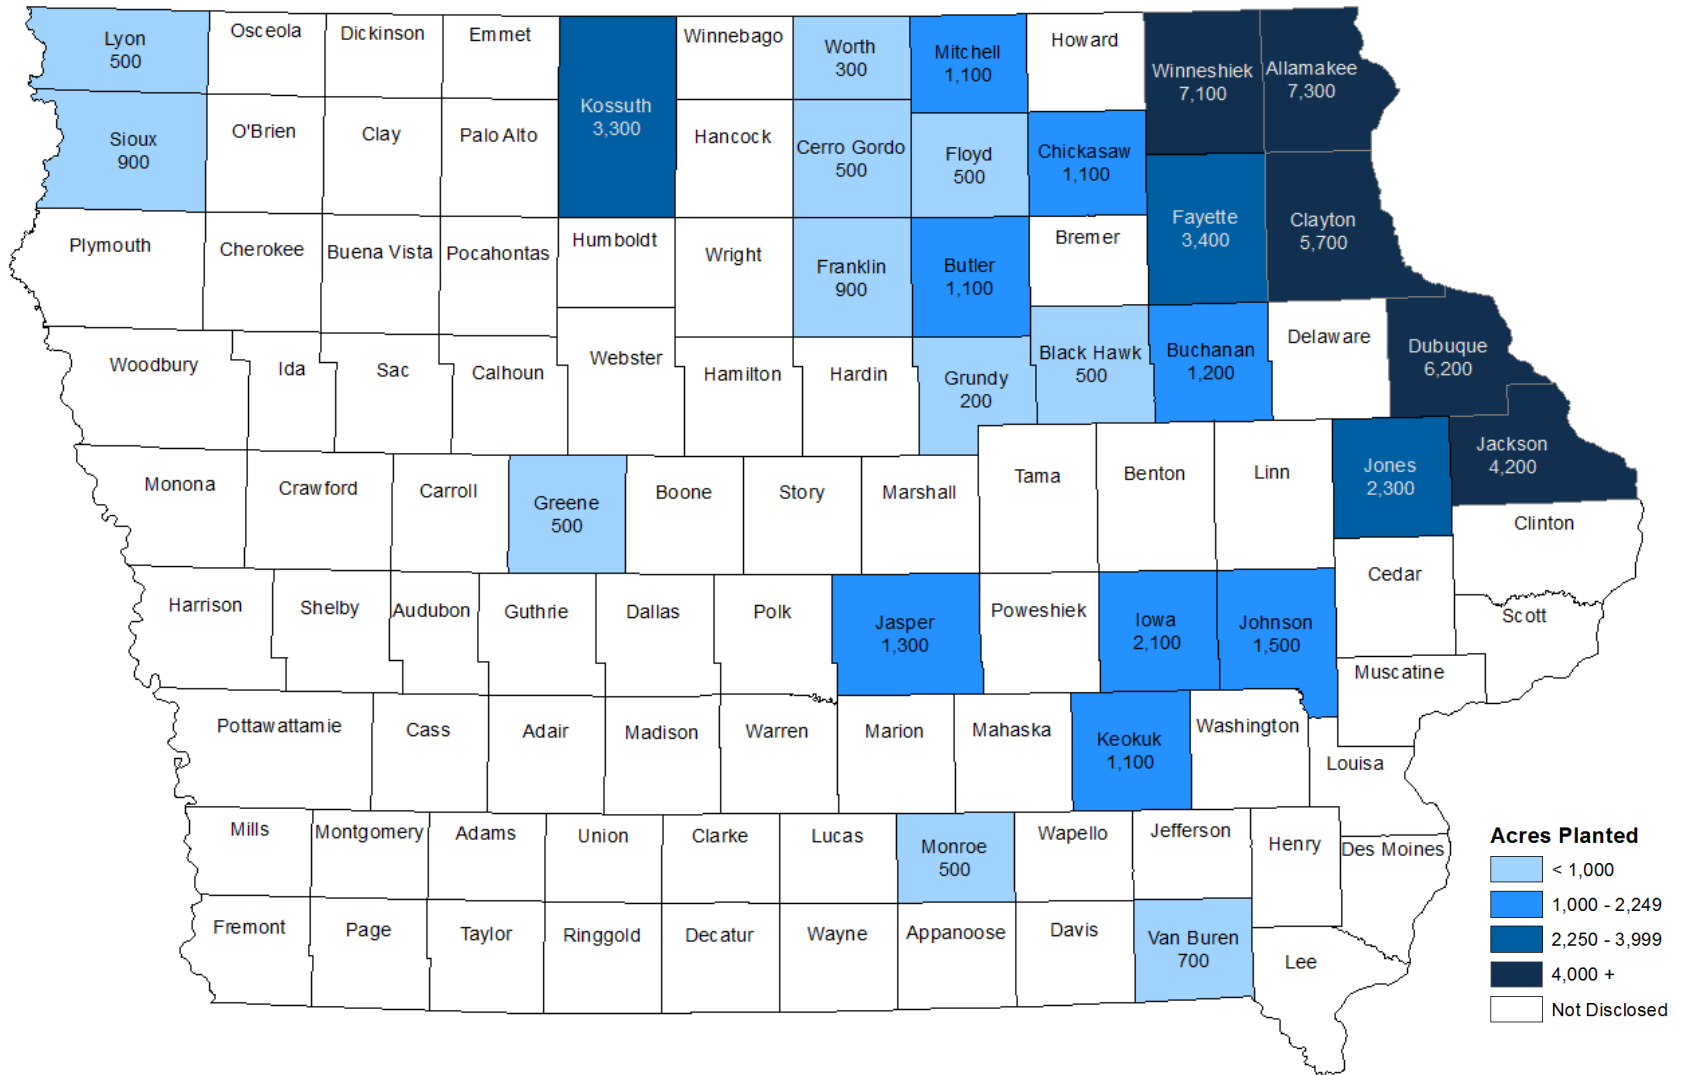 Lyon
500
Osceola
Dickinson
Emmet
Kossuth
3,300
Winnebago
Worth
300
Mitchell
1,100
Howard
Winneshiek
7,100
Allamakee
7,300
Sioux
900
O'Brien
Clay
Palo Alto
Hancock
Cerro Gordo
500
Floyd
500
Chickasaw
1,100
Plymouth
Cherokee
Buena Vista
Pocahontas
Humboldt
Wright
Franklin
900
Butler
1,100
Bremer
Fayette
3,400
Clayton
5,700
Woodbury
Ida
Sac
Calhoun
Webster
Hamilton
Hardin
Grundy
200
Black Hawk
500
Buchanan
1,200
Delaware
Dubuque
6,200
Monona
Crawford
Carroll
Greene
500
Boone
Story
Marshall
Tama
Benton
Linn
Jones
2,300
Jackson
4,200
Clinton
Harrison
Shelby
Audubon
Guthrie
Dallas
Polk
Jasper
1,300
Poweshiek
Iowa
2,100
Johnson
1,500
Cedar
Scott
Muscatine
Pottawattamie
Cass
Adair
Madison
Warren
Marion
Mahaska
Keokuk
1,100
Washington
Louisa
Mills
Montgomery
Adams
Union
Clarke
Lucas
Monroe
500
Wapello
Jefferson
Henry
Des Moines
Fremont
Page
Taylor
Ringgold
Decatur
Wayne
Appanoose
Davis
Van Buren
700
Lee
Acres Planted
< 1,000
1,000 - 2,249
2,250 - 3,999
4,000 +
Not Disclosed